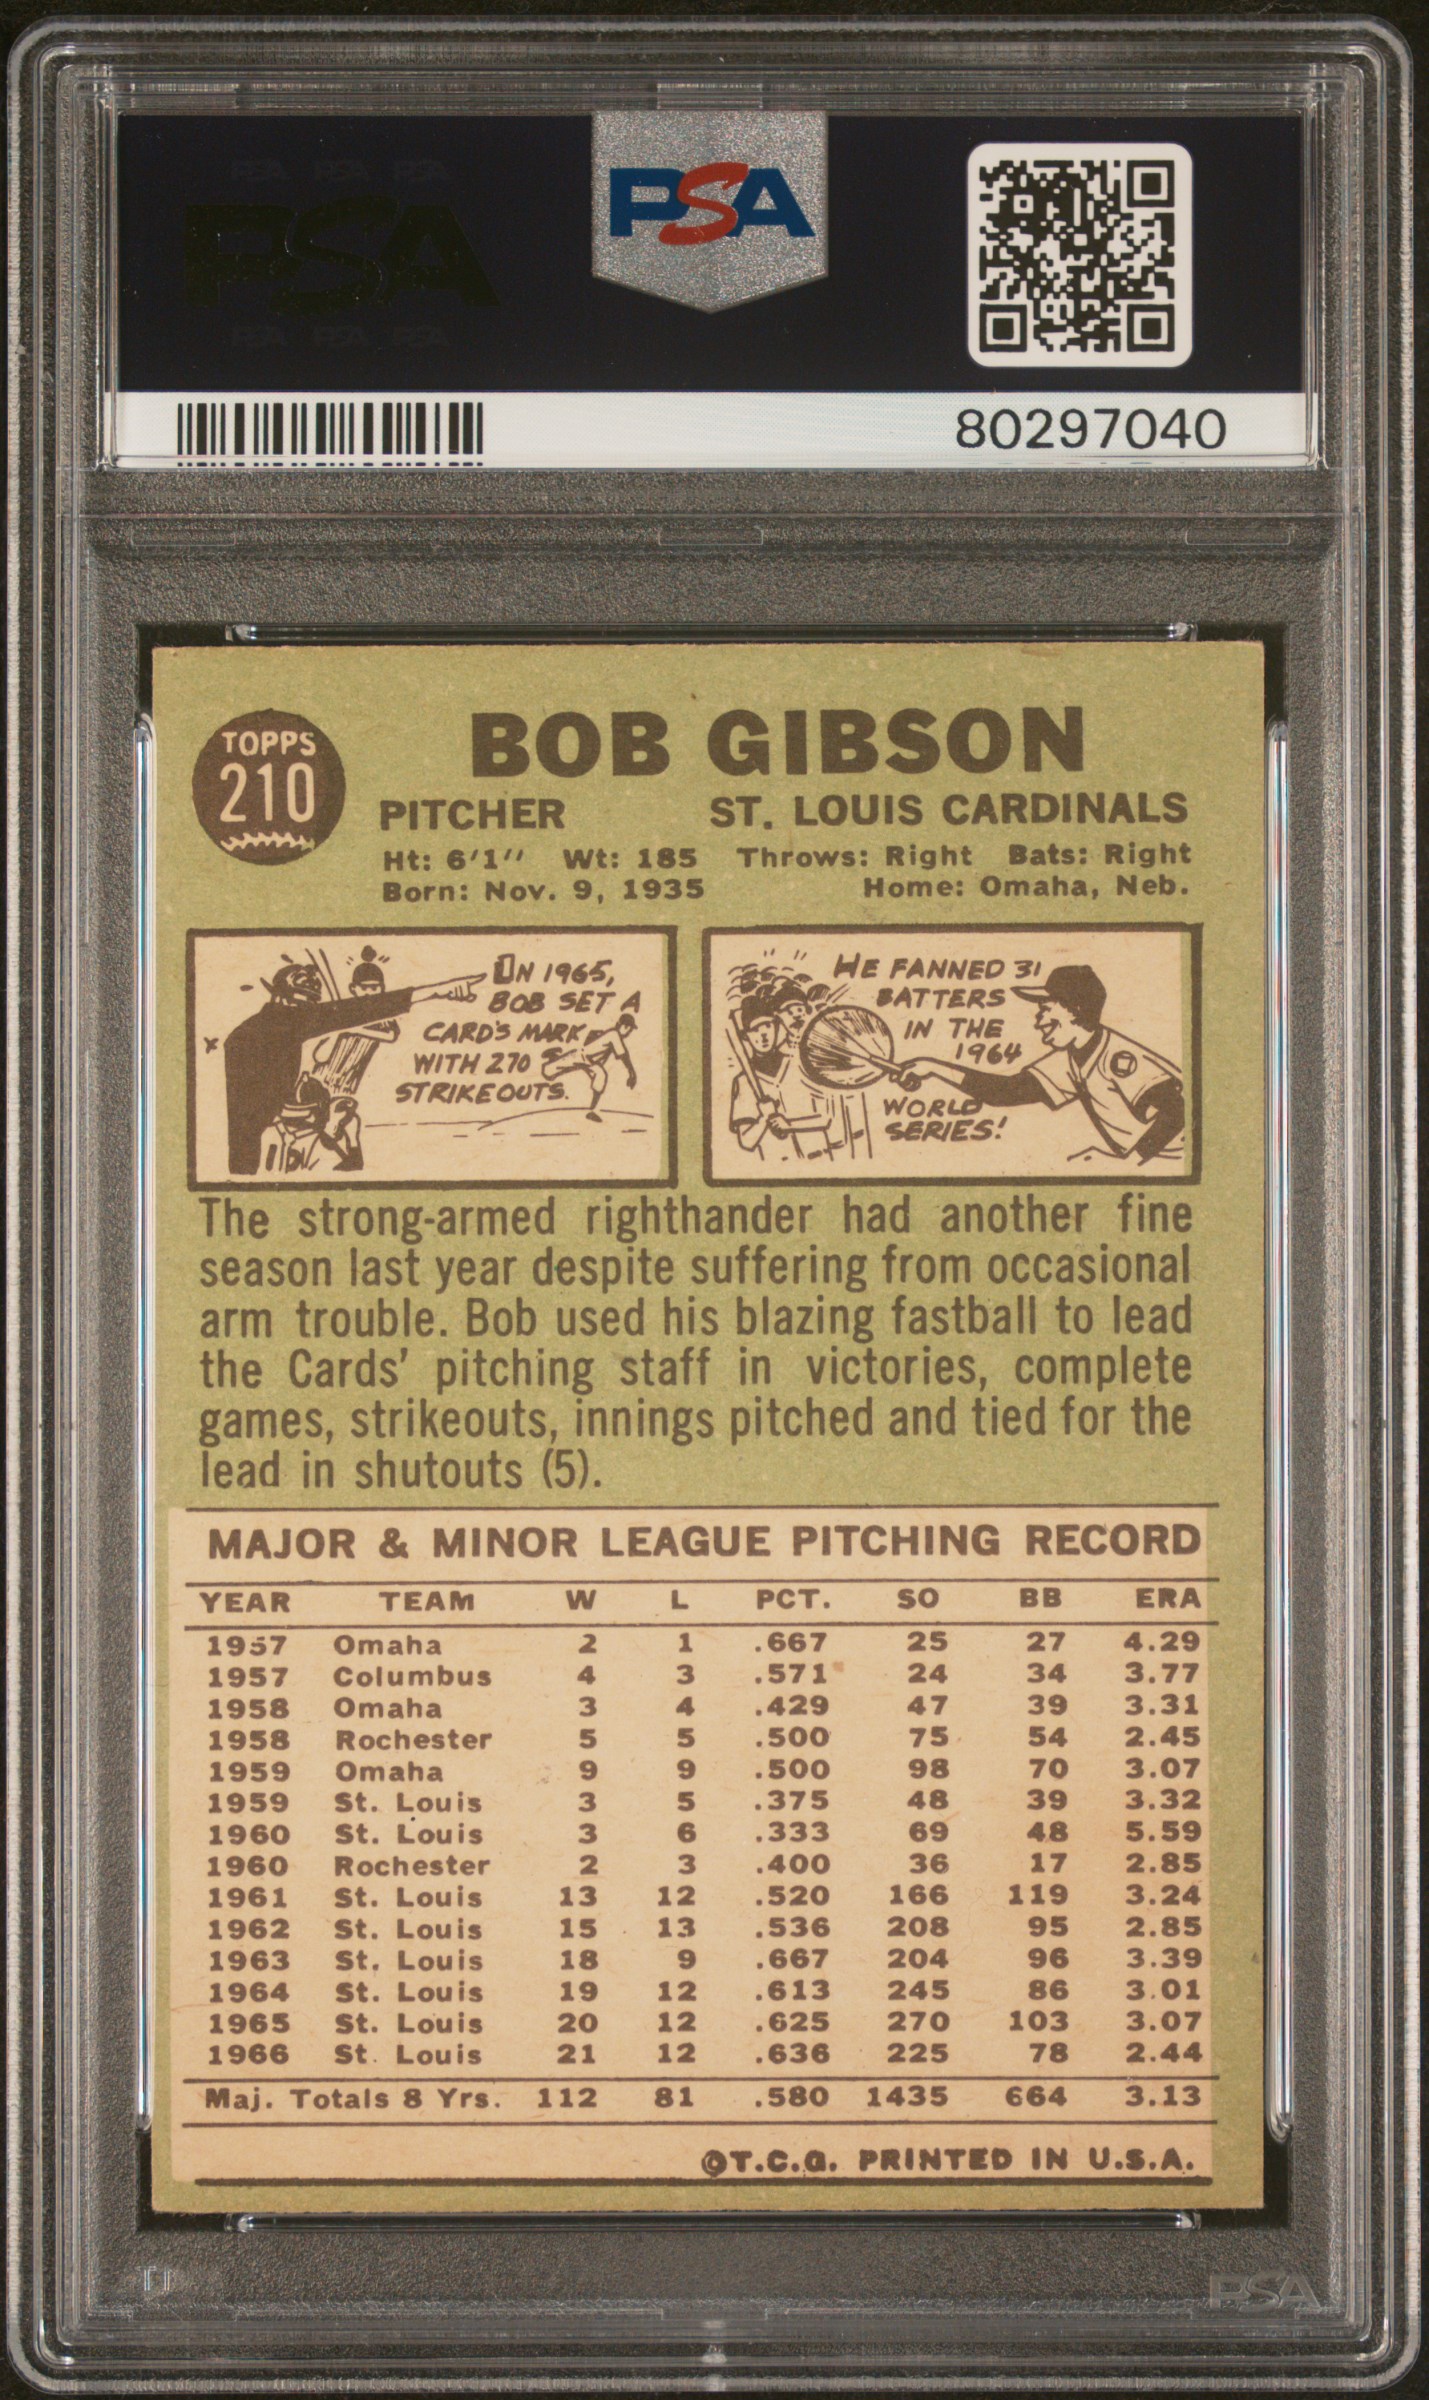 PSA PSA PSA
PSA
PSA PSA PSA
PSA
80297040
TOPPS
210
BOB GIBSON
PITCHER ST. LOUIS CARDINALS
Ht: 6'1" Wt: 185 Throws: Right Bats: Right
Born: Nov. 9, 1935 Home: Omaha, Neb.
IN 1965,
BOB SET A
CARD'S MARK
WITH 270
STRIKEOUTS.
HE FANNED 31
BATTERS
IN THE
1964
WORLD
SERIES!
The strong-armed righthander had another fine
season last year despite suffering from occasional
arm trouble. Bob used his blazing fastball to lead
the Cards' pitching staff in victories, complete
games, strikeouts, innings pitched and tied for the
lead in shutouts (5).
MAJOR & MINOR LEAGUE PITCHING RECORD
YEAR TEAM W L PCT. SO BB ERA
1957 Omaha 2 1 .667 25 27 4.29
1957 Columbus 4 3 .571 24 34 3.77
1958 Omaha 3 4 .429 47 39 3.31
1958 Rochester 5 5 .500 75 54 2.45
1959 Omaha 9 9 .500 98 70 3.07
1959 St. Louis 3 5 .375 48 39 3.32
1960 St. Louis 3 6 .333 69 48 5.59
1960 Rochester 2 3 .400 36 17 2.85
1961 St. Louis 13 12 .520 166 119 3.24
1962 St. Louis 15 13 .536 208 95 2.85
1963 St. Louis 18 9 .667 204 96 3.39
1964 St. Louis 19 12 .613 245 86 3.01
1965 St. Louis 20 12 .625 270 103 3.07
1966 St. Louis 21 12 .636 225 78 2.44
Maj. Totals 8 Yrs. 112 81 .580 1435 664 3.13
©T.C.G. PRINTED IN U.S.A.
PSA